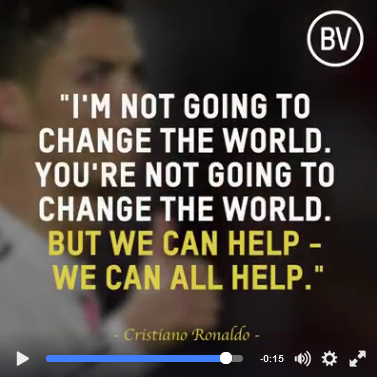 BV
"I'M NOT GOING TO
CHANGE THE WORLD.
YOU'RE NOT GOING TO
CHANGE THE WORLD.
BUT WE CAN HELP -
WE CAN ALL HELP."
- Cristiano Ronaldo -
-0:15